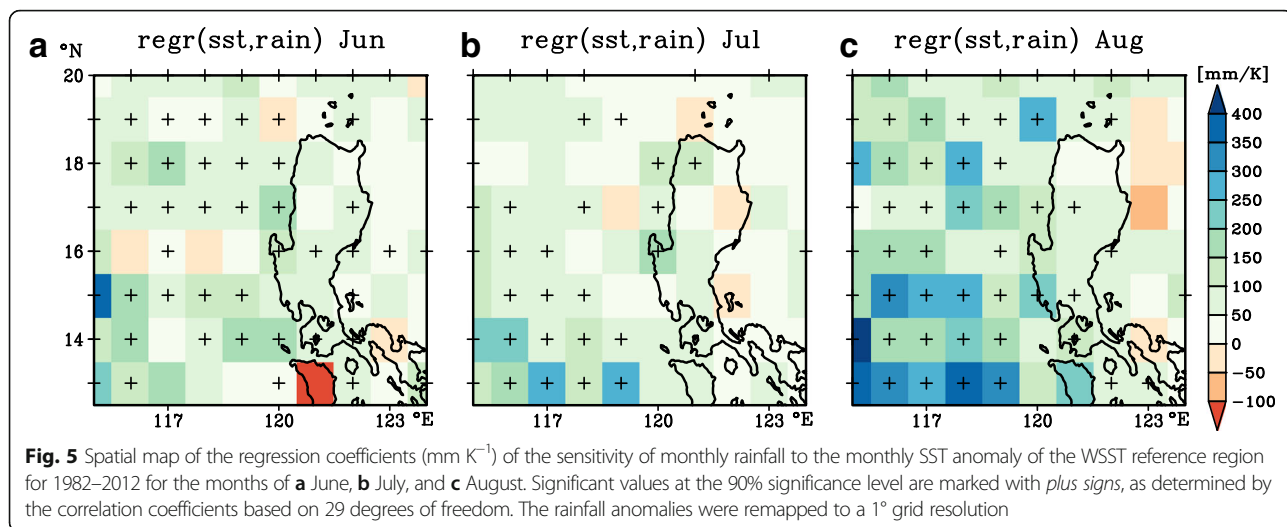 a °N regr(sst,rain) Jun b regr(sst,rain) Jul c regr(sst,rain) Aug
[mm/K]
20
18
16
14
117 120 123 °E 117 120 123 °E 117 120 123 °E
400
350
300
250
200
150
100
50
0
−50
−100
Fig. 5 Spatial map of the regression coefficients (mm K⁻¹) of the sensitivity of monthly rainfall to the monthly SST anomaly of the WSST reference region
for 1982–2012 for the months of a June, b July, and c August. Significant values at the 90% significance level are marked with plus signs, as determined by
the correlation coefficients based on 29 degrees of freedom. The rainfall anomalies were remapped to a 1° grid resolution